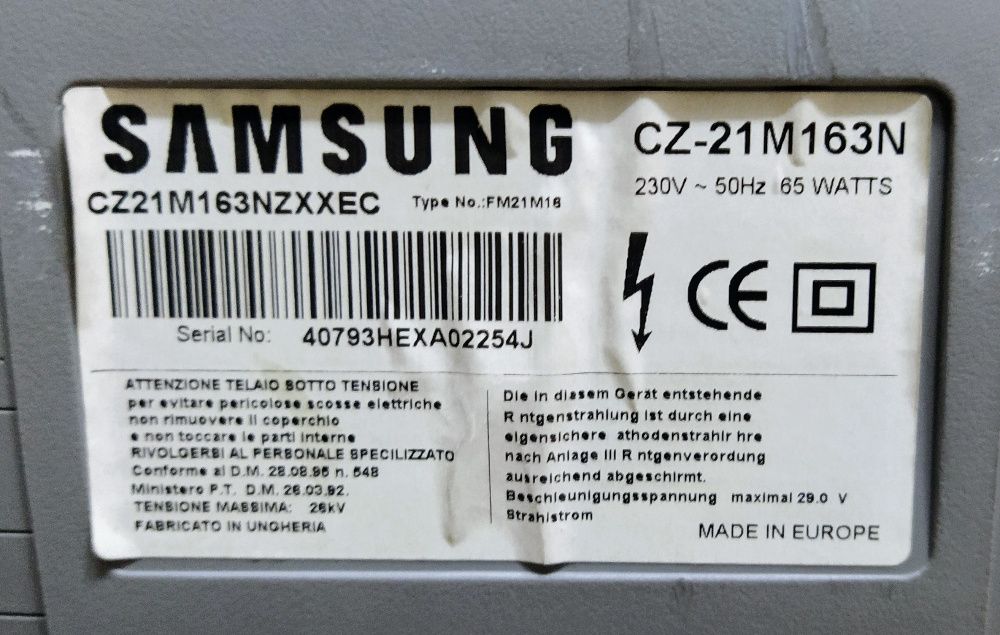 SAMSUNG
CZ-21M163N
230V ~ 50Hz 65 WATTS
CZ21M163NZXXEC Type No.:FM21M18
Serial No: 40793HEXA02254J
CE
ATTENZIONE TELAIO SOTTO TENSIONE
per evitare pericolose scosse elettriche
non rimuovere il coperchio
e non toccare le parti interne
RIVOLGERSI AL PERSONALE SPECILIZZATO
Conforme al D.M. 28.08.95 n. 548
Ministero P.T. D.M. 26.03.92.
TENSIONE MASSIMA: 26kV
FABRICATO IN UNGHERIA
Die in diesem Gerät entstehende
R ntgenstrahlung ist durch eine
eigensichere athodenstrahlr hre
nach Anlage III R ntgenverordung
ausreichend abgeschirmt.
Beschleunigungsspannung maximal 29.0 V
Strahlstrom
MADE IN EUROPE